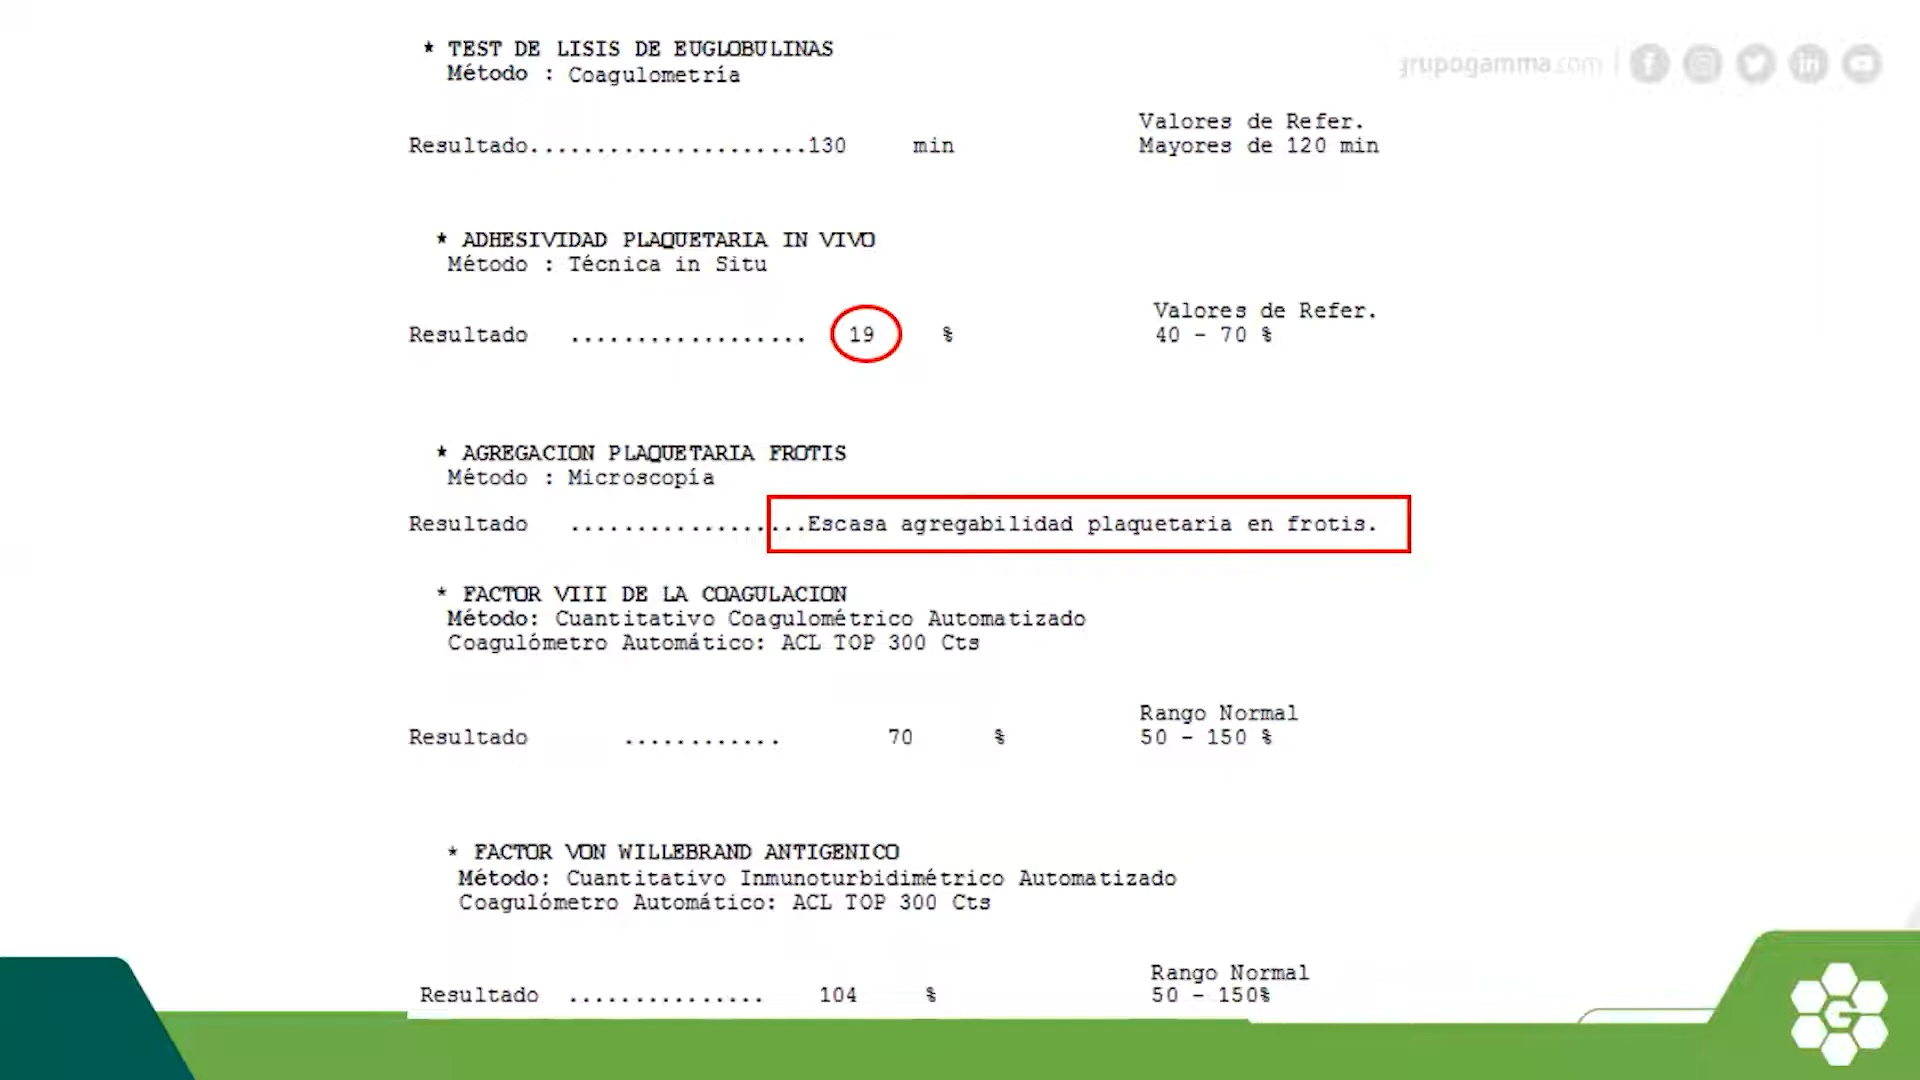 grupogamma.com
* TEST DE LISIS DE EUGLOBULINAS
Método : Coagulometría
Valores de Refer.
Resultado.....................130 min Mayores de 120 min
* ADHESIVIDAD PLAQUETARIA IN VIVO
Método : Técnica in Situ
Valores de Refer.
Resultado .................. 19 % 40 - 70 %
* AGREGACION PLAQUETARIA FROTIS
Método : Microscopía
Resultado ..................Escasa agregabilidad plaquetaria en frotis.
* FACTOR VIII DE LA COAGULACION
Método: Cuantitativo Coagulométrico Automatizado
Coagulómetro Automático: ACL TOP 300 Cts
Rango Normal
Resultado ............ 70 % 50 - 150 %
* FACTOR VON WILLEBRAND ANTIGENICO
Método: Cuantitativo Inmunoturbidimétrico Automatizado
Coagulómetro Automático: ACL TOP 300 Cts
Rango Normal
Resultado ............... 104 % 50 - 150%
G